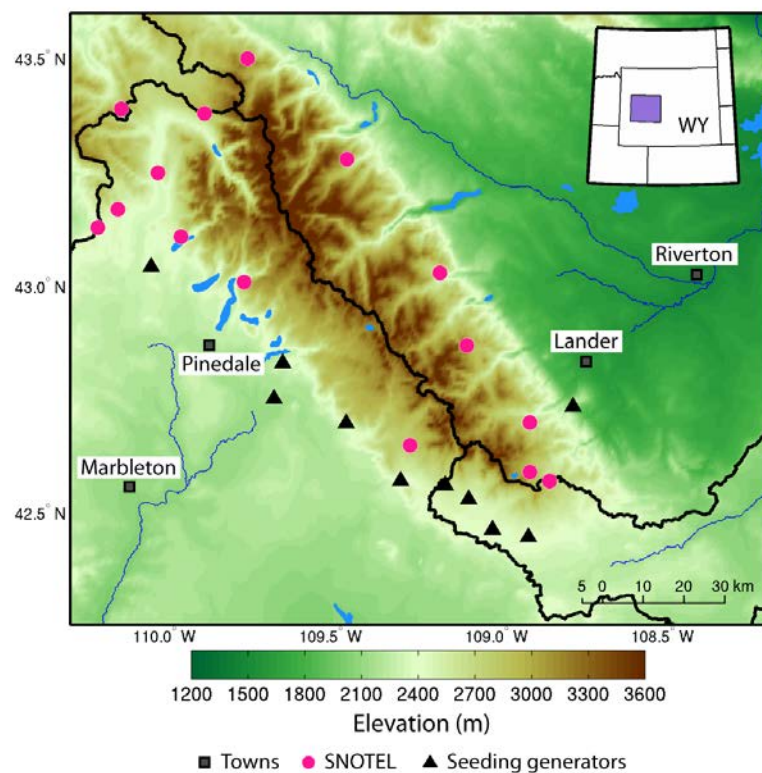 43.5° N
WY
Riverton
43.0° N
Lander
Pinedale
Marbleton
42.5° N
5 0 10 20 30 km
110.0° W 109.5° W 109.0° W 108.5° W
1200 1500 1800 2100 2400 2700 3000 3300 3600
Elevation (m)
Towns SNOTEL Seeding generators